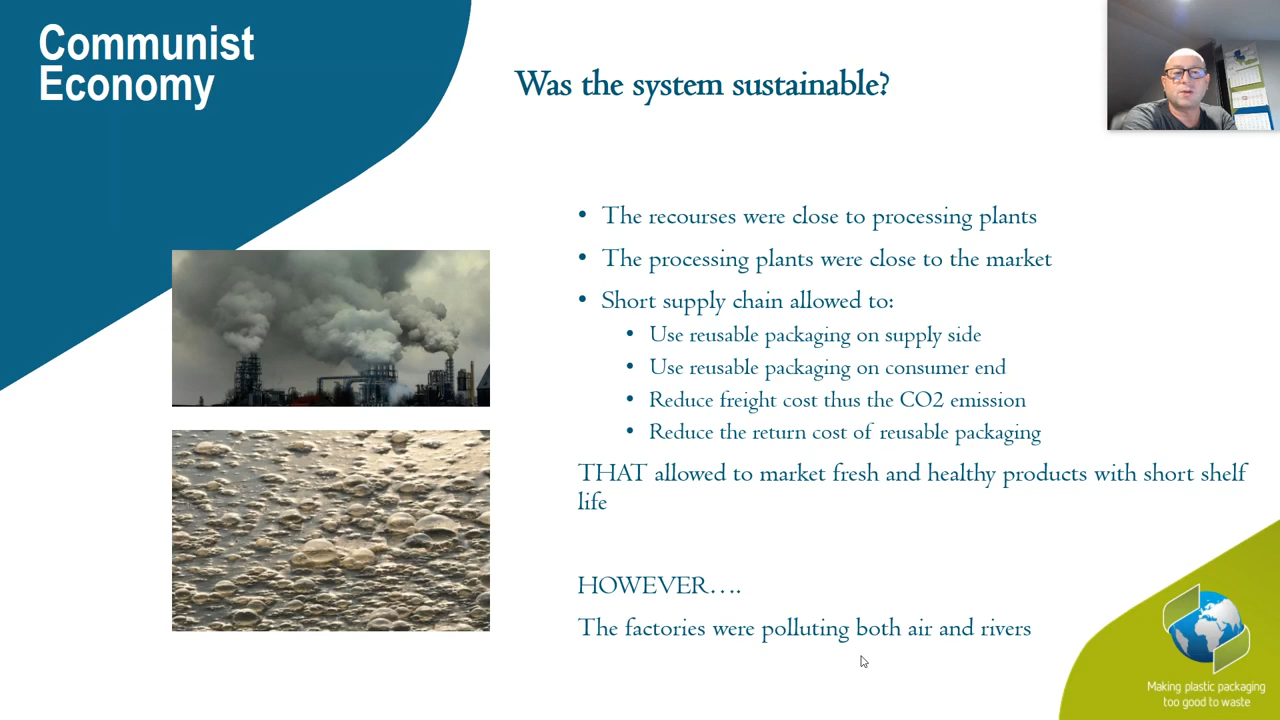 Communist
Economy
Was the system sustainable?
• The recourses were close to processing plants
• The processing plants were close to the market
• Short supply chain allowed to:
• Use reusable packaging on supply side
• Use reusable packaging on consumer end
• Reduce freight cost thus the CO2 emission
• Reduce the return cost of reusable packaging
THAT allowed to market fresh and healthy products with short shelf
life
HOWEVER….
The factories were polluting both air and rivers
Making plastic packaging
too good to waste